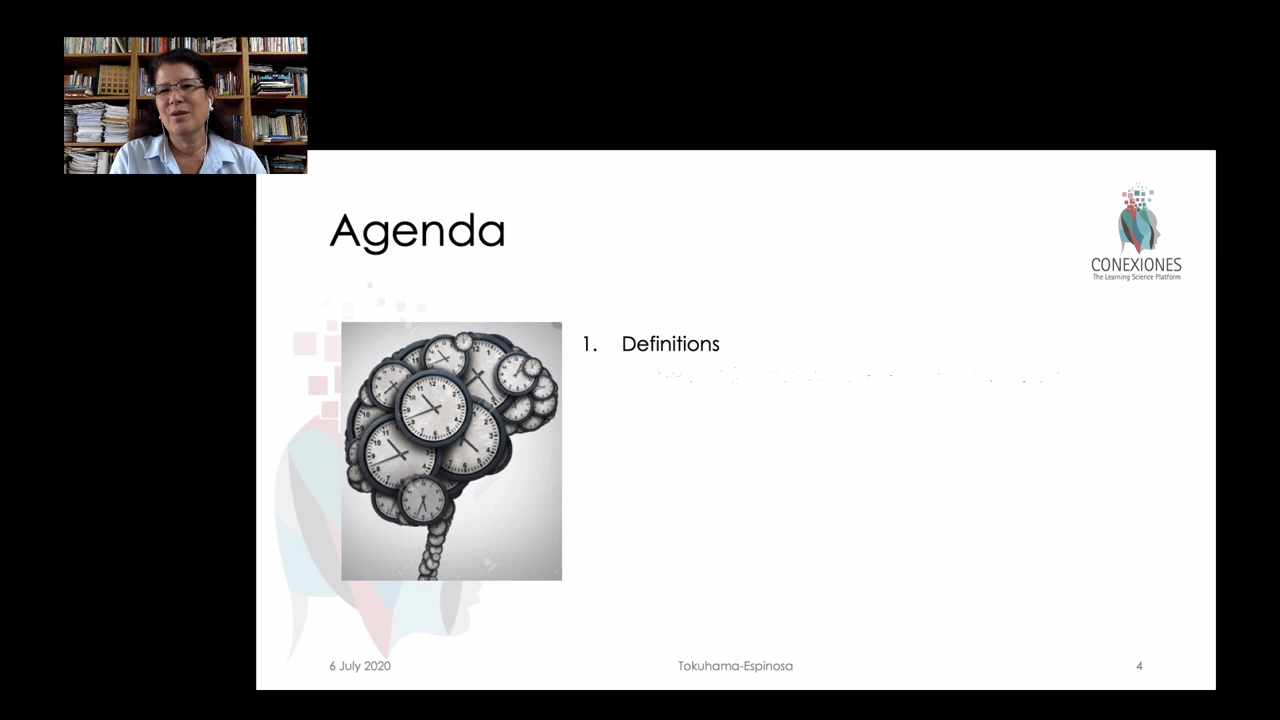 Agenda
CONEXIONES
The Learning Science Platform
1. Definitions
6 July 2020
Tokuhama-Espinosa
4